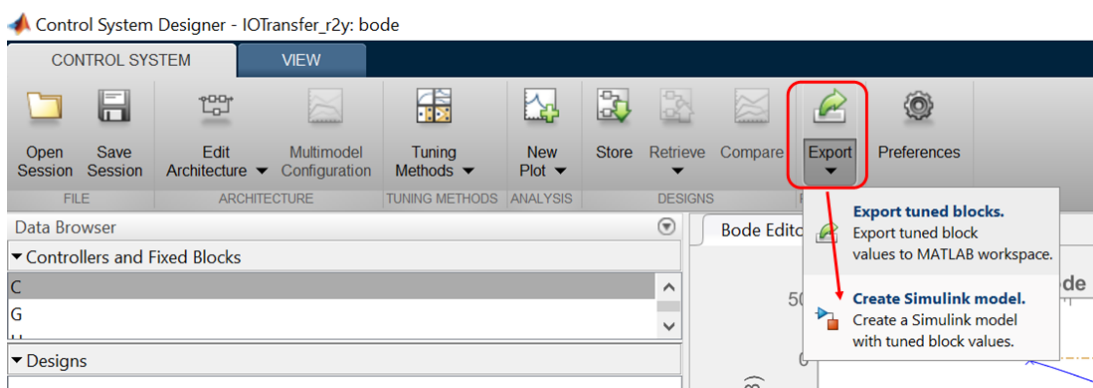 Control System Designer - IOTransfer_r2y: bode
CONTROL SYSTEM
VIEW
Open Session
Save Session
Edit Architecture
Multimodel Configuration
Tuning Methods
New Plot
Store
Retrieve
Compare
Export
Preferences
FILE
ARCHITECTURE
TUNING METHODS
ANALYSIS
DESIGNS
Data Browser
Controllers and Fixed Blocks
C
G
Designs
Bode Edito
50
0
de
Export tuned blocks.
Export tuned block
values to MATLAB workspace.
Create Simulink model.
Create a Simulink model
with tuned block values.